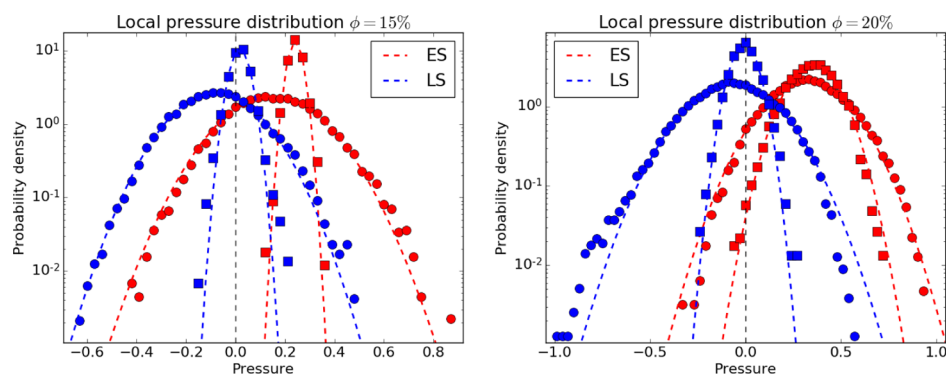 Local pressure distribution ϕ = 15%
Probability density
10¹
10⁰
10⁻¹
10⁻²
ES
LS
−0.6 −0.4 −0.2 0.0 0.2 0.4 0.6 0.8
Pressure
Local pressure distribution ϕ = 20%
Probability density
10⁰
10⁻¹
10⁻²
ES
LS
−1.0 −0.5 0.0 0.5 1.0
Pressure